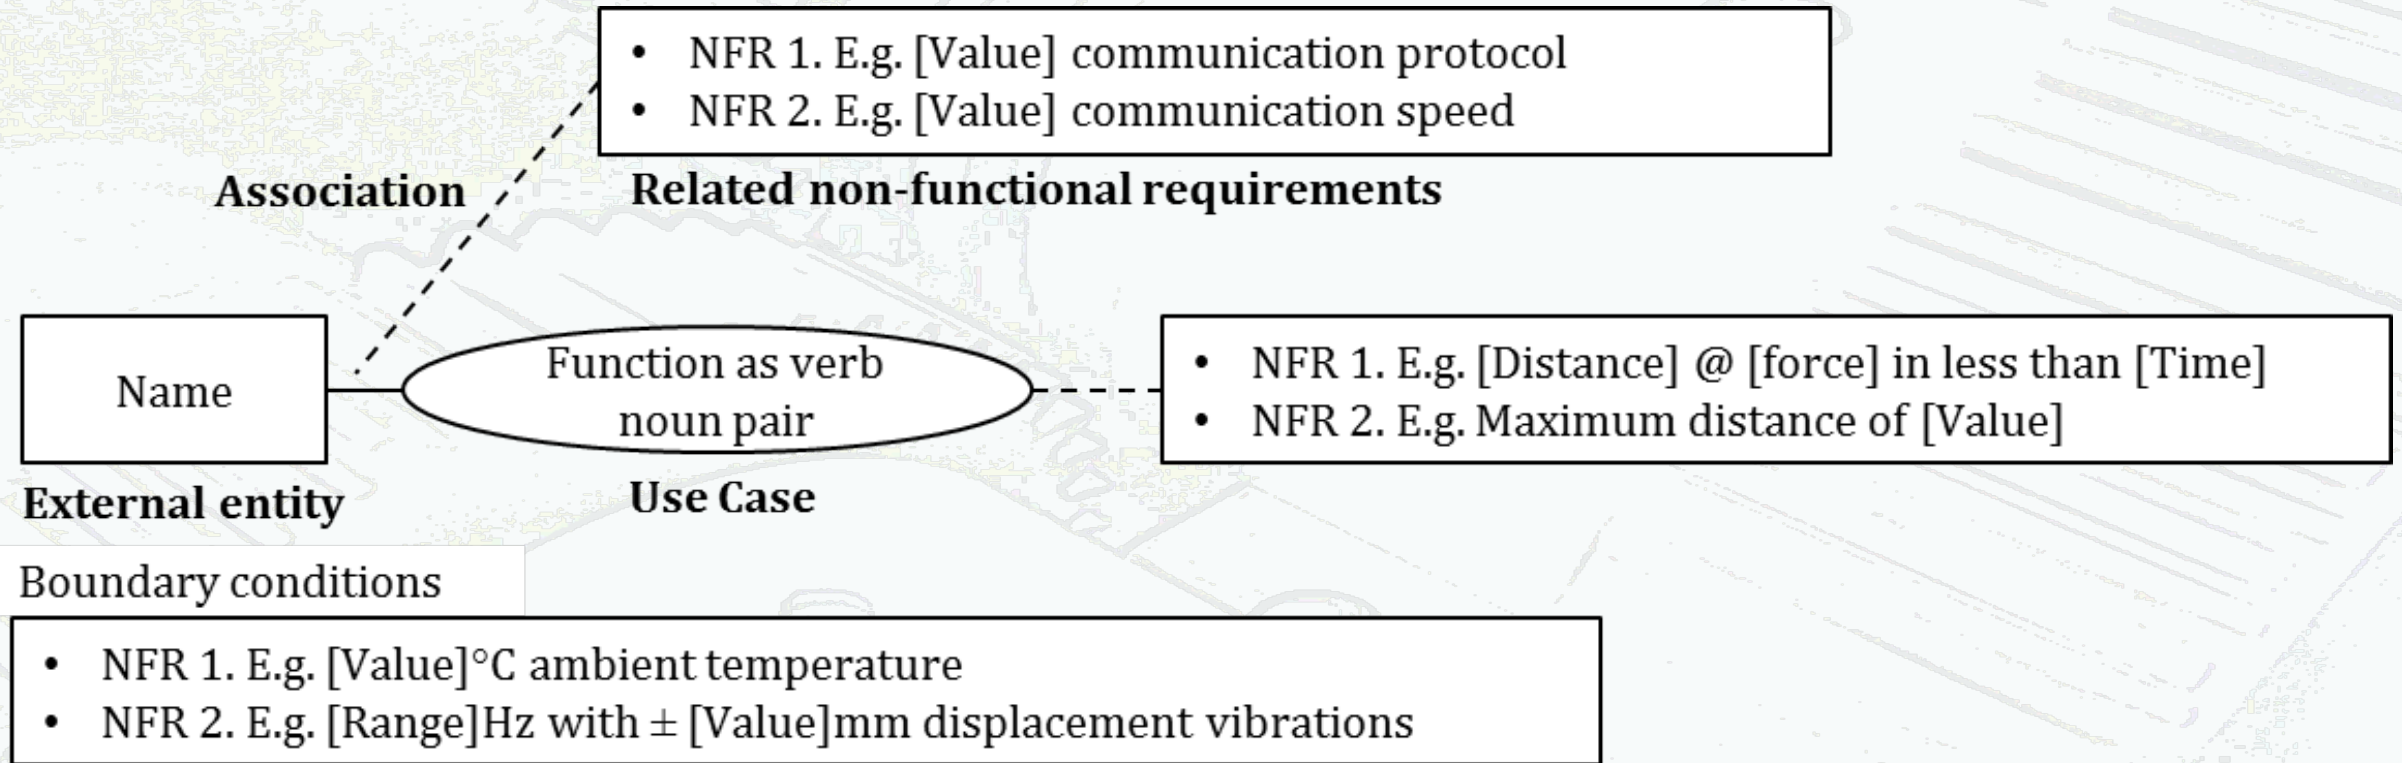 • NFR 1. E.g. [Value] communication protocol
• NFR 2. E.g. [Value] communication speed
Association
Related non-functional requirements
Name
Function as verb
noun pair
• NFR 1. E.g. [Distance] @ [force] in less than [Time]
• NFR 2. E.g. Maximum distance of [Value]
External entity
Use Case
Boundary conditions
• NFR 1. E.g. [Value]°C ambient temperature
• NFR 2. E.g. [Range]Hz with ± [Value]mm displacement vibrations